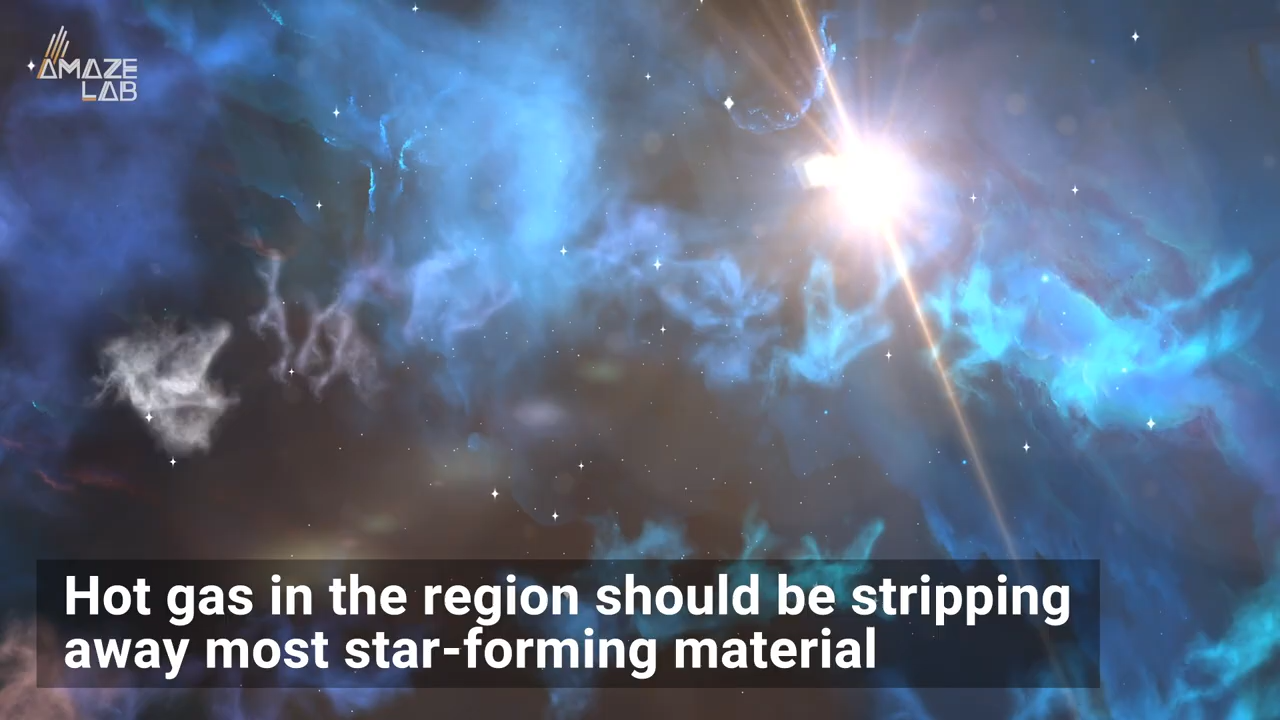 AMAZE
LAB
Hot gas in the region should be stripping
away most star-forming material